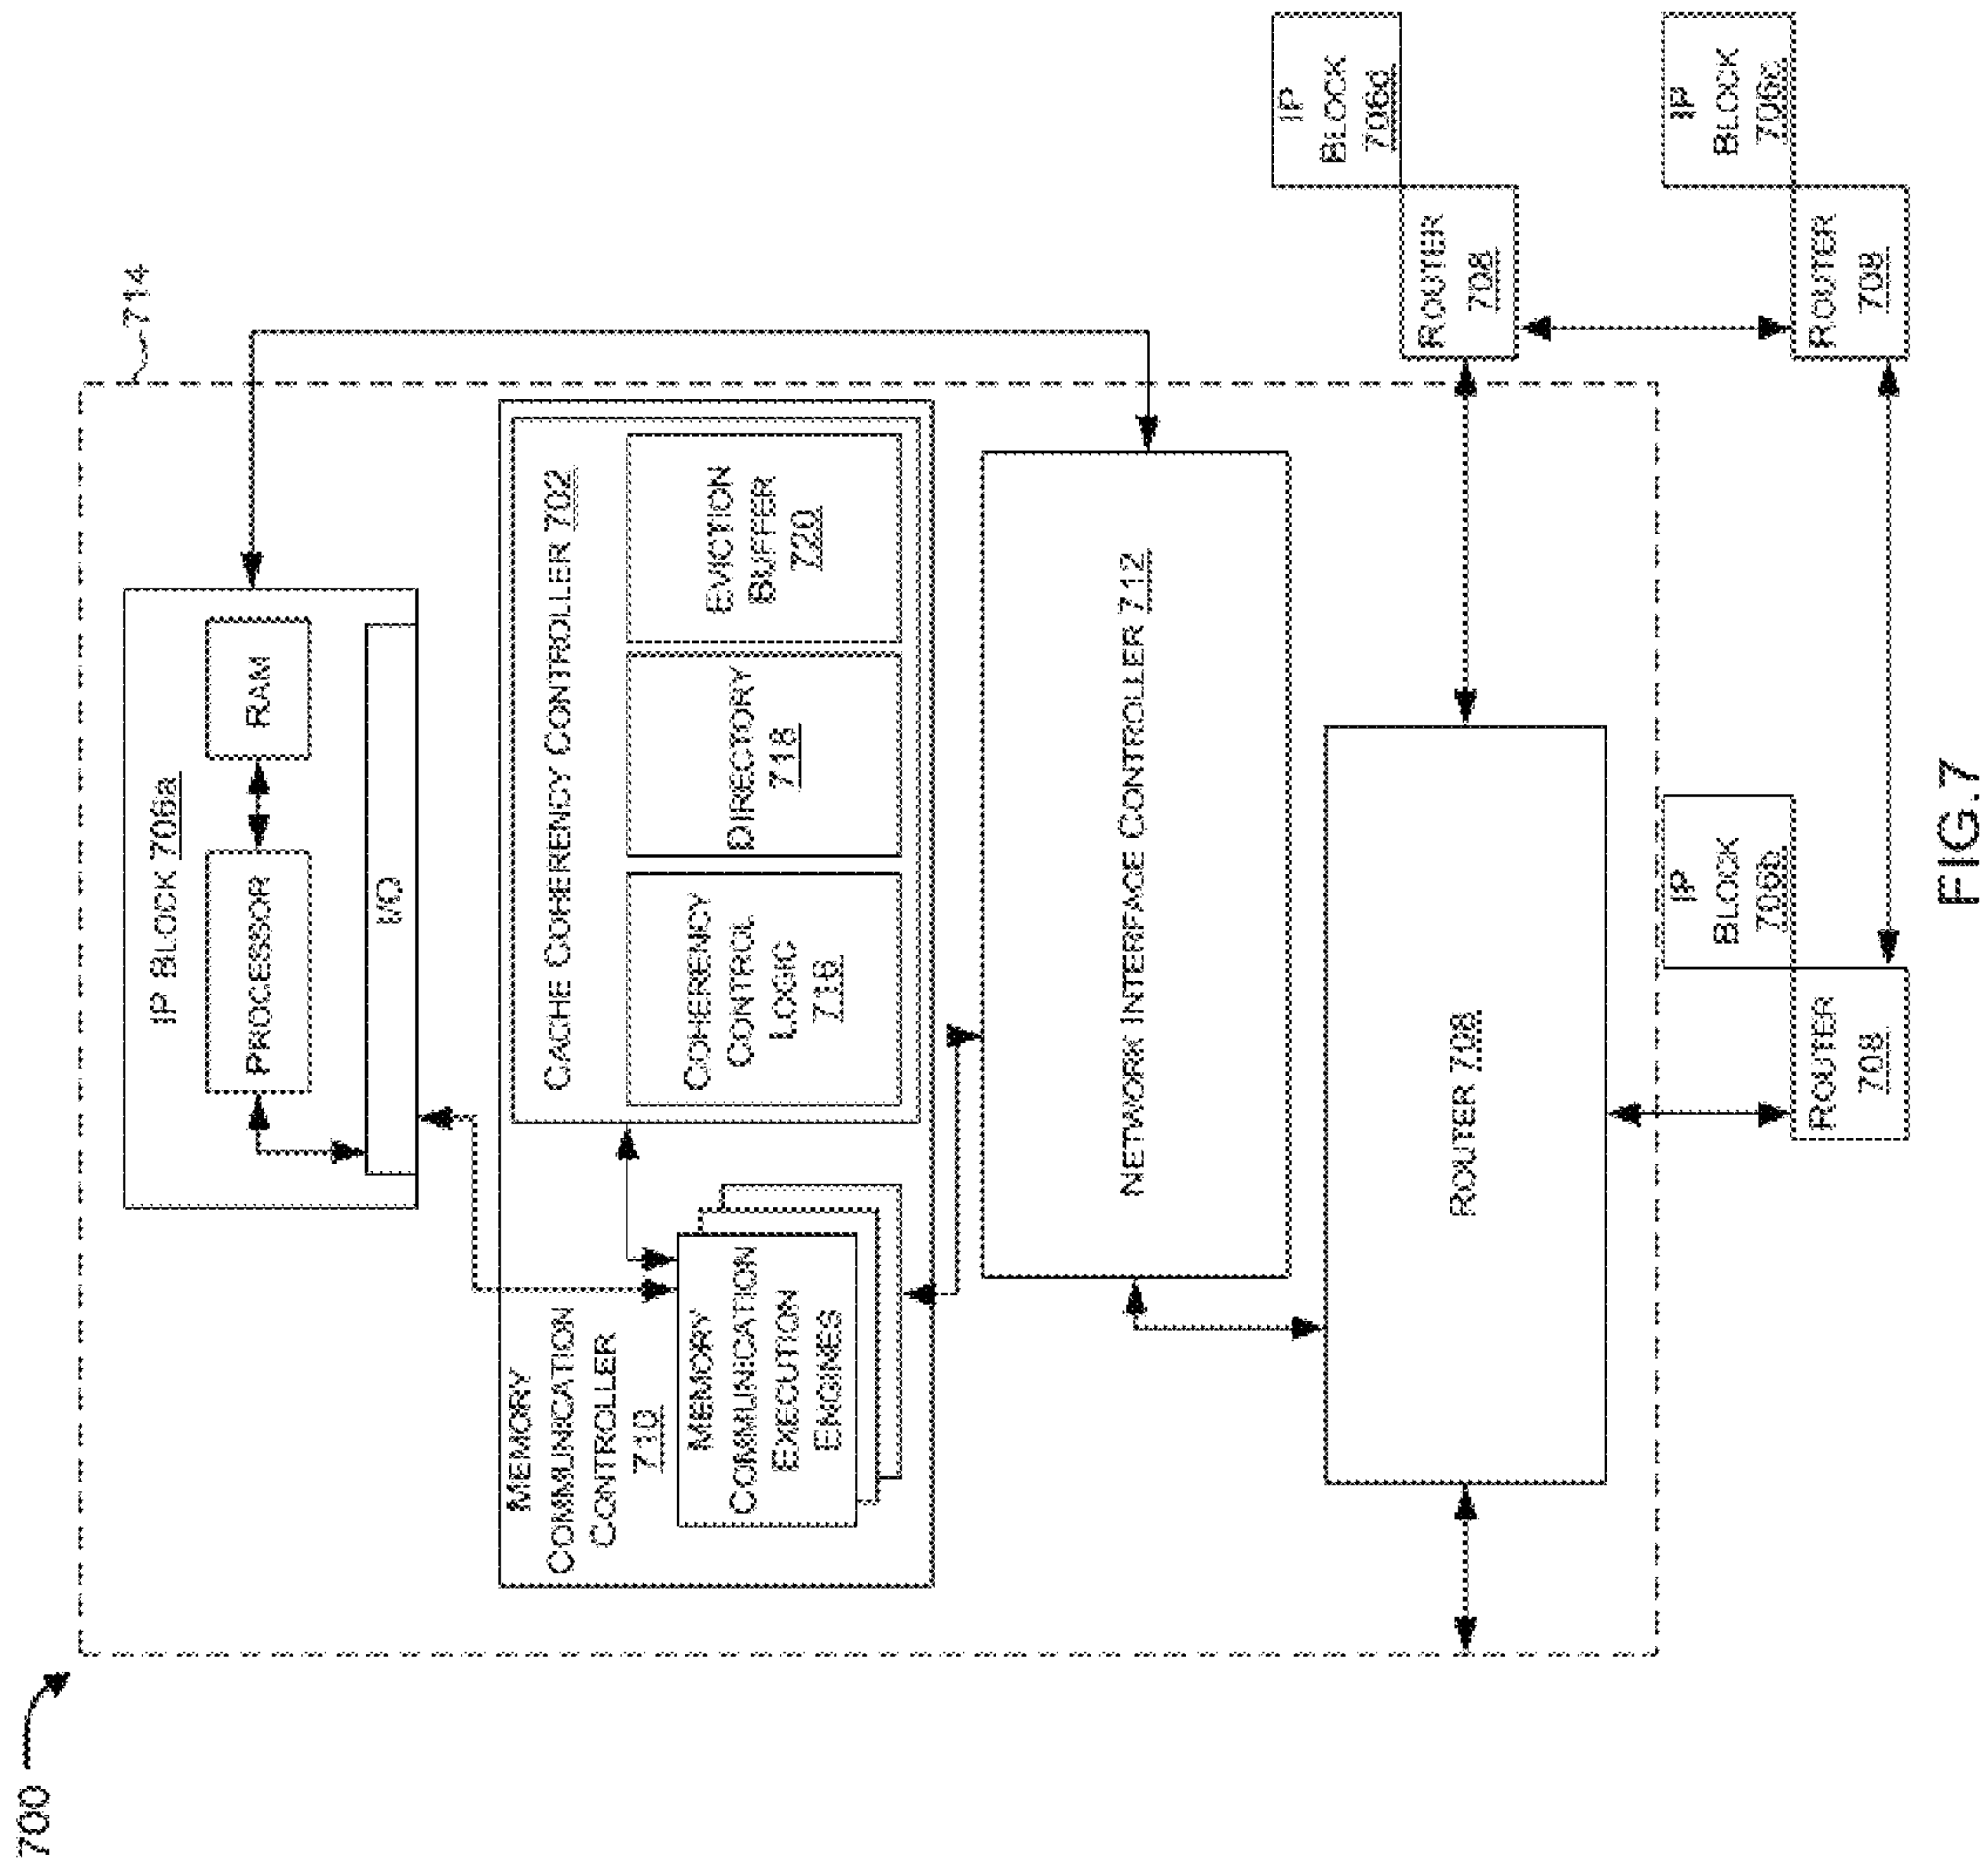 700
714
IP BLOCK 706a
PROCESSOR
RAM
I/O
MEMORY
COMMUNICATION
CONTROLLER
710
CACHE COHERENCY CONTROLLER 702
COHERENCY
CONTROL
LOGIC
716
DIRECTORY
718
EVICTION
BUFFER
720
MEMORY
COMMUNICATION
EXECUTION
ENGINES
NETWORK INTERFACE CONTROLLER 712
ROUTER 708
IP
BLOCK
706d
ROUTER
708
IP
BLOCK
706b
ROUTER
708
IP
BLOCK
706c
ROUTER
708
FIG.7